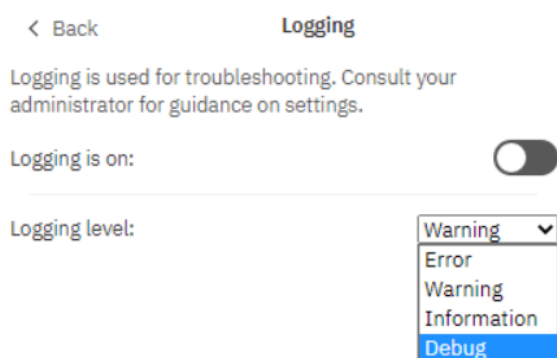 Back
Logging
Logging is used for troubleshooting. Consult your
administrator for guidance on settings.
Logging is on:
Logging level:
Warning
Error
Warning
Information
Debug